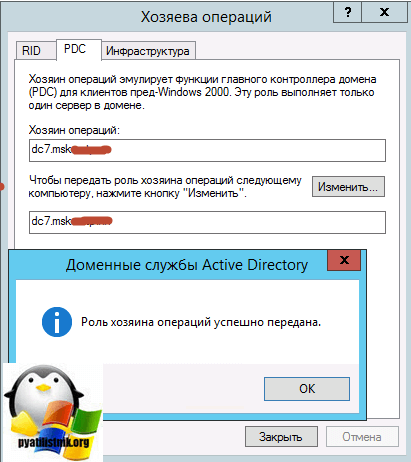 Хозяева операций
?
x
RID
PDC
Инфраструктура
Хозяин операций эмулирует функции главного контроллера домена
(PDC) для клиентов пред-Windows 2000. Эту роль выполняет только
один сервер в домене.
Хозяин операций:
dc7.msk
Чтобы передать роль хозяина операций следующему
компьютеру, нажмите кнопку "Изменить".
Изменить...
dc7.msk
Доменные службы Active Directory
x
Роль хозяина операций успешно передана.
OK
pyatilistnik.org
Закрыть
Отмена